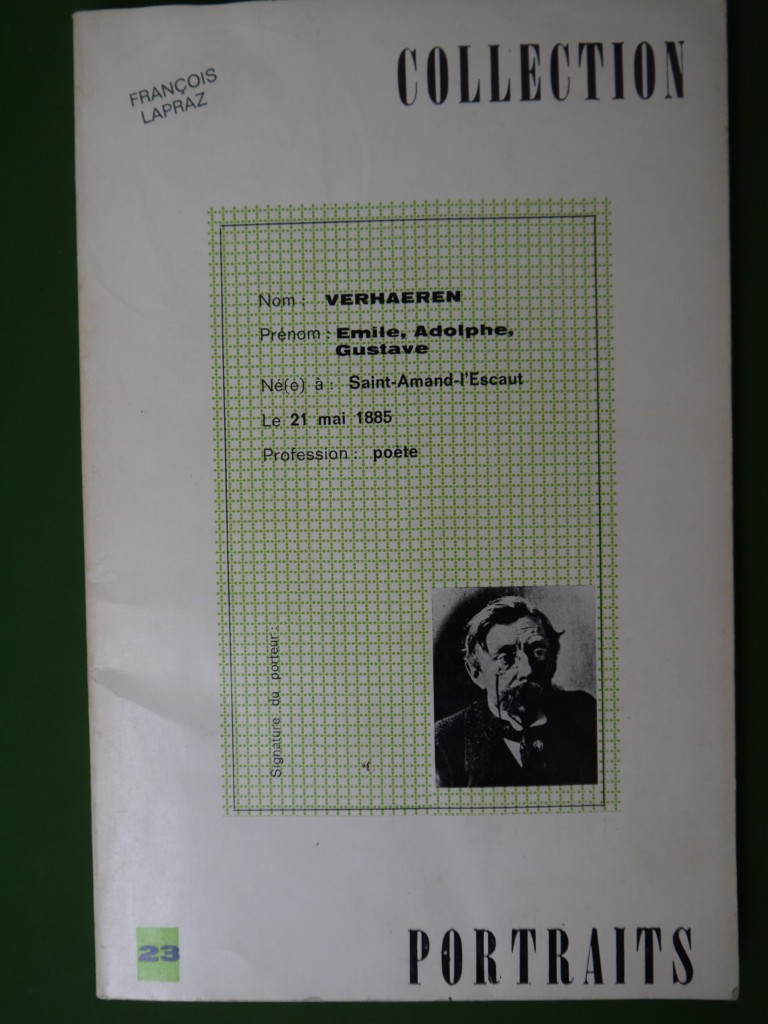 FRANÇOIS
LAPRAZ
COLLECTION
Nom : VERHAEREN
Prénom : Emile, Adolphe,
Gustave
Né(e) à : Saint-Amand-l'Escaut
Le 21 mai 1885
Profession : poète
Signature du porteur :
23
PORTRAITS